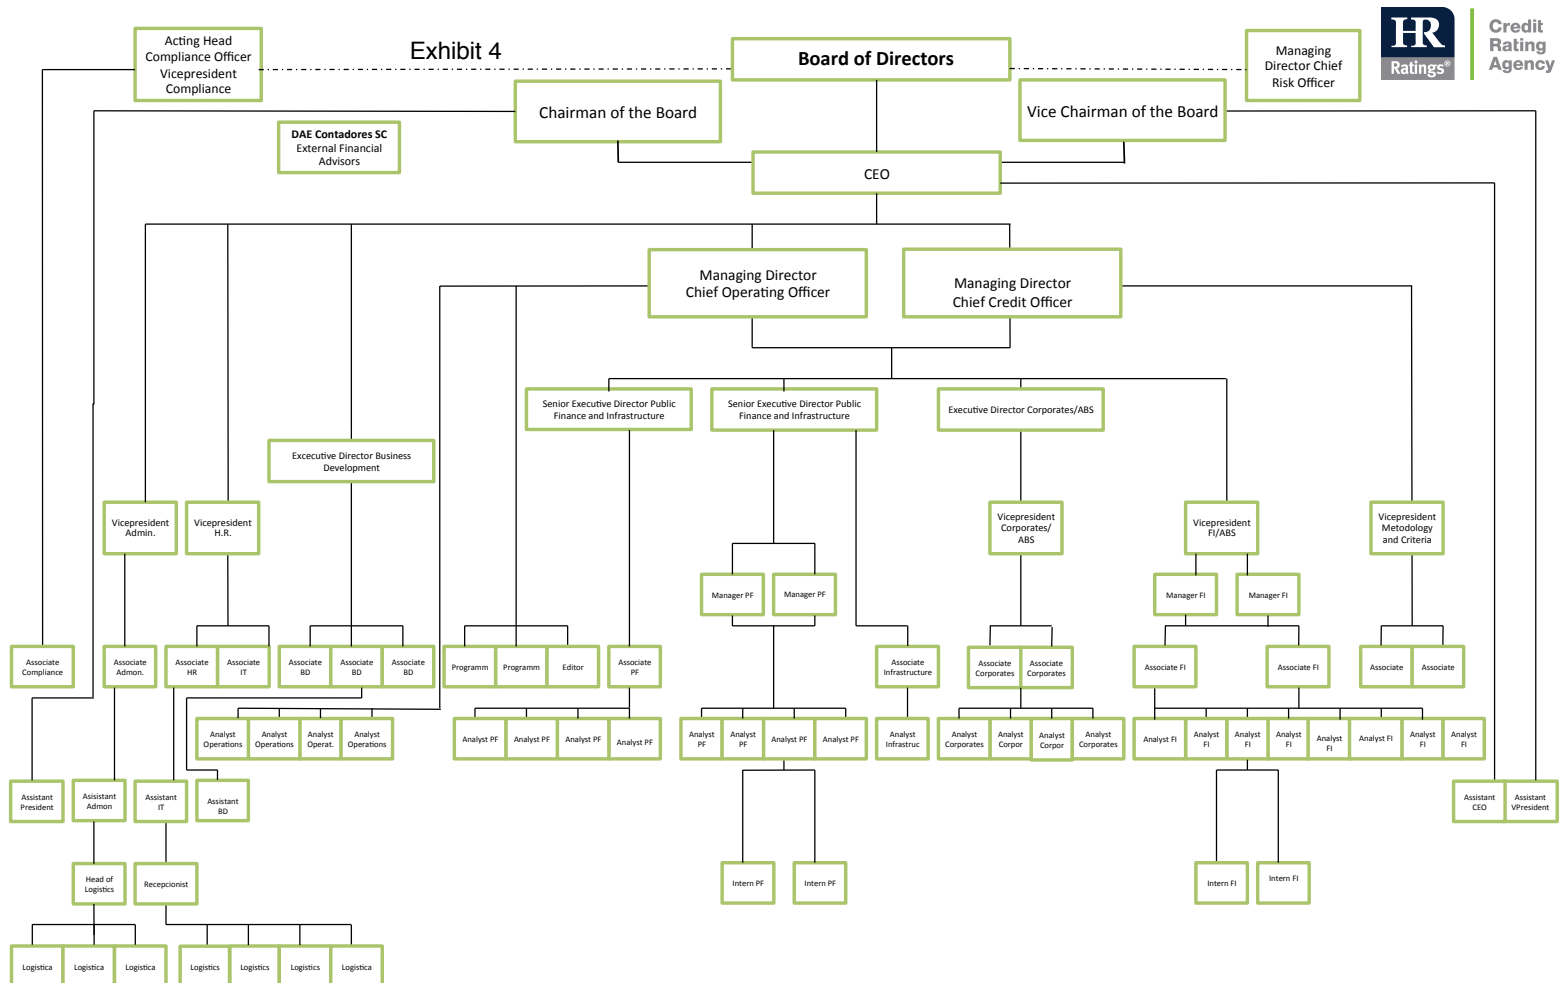 Exhibit 4
HR
Ratings®
Credit
Rating
Agency
Acting Head
Compliance Officer
Vicepresident
Compliance
Board of Directors
Managing
Director Chief
Risk Officer
Chairman of the Board
Vice Chairman of the Board
DAE Contadores SC
External Financial
Advisors
CEO
Managing Director
Chief Operating Officer
Managing Director
Chief Credit Officer
Senior Executive Director Public
Finance and Infrastructure
Senior Executive Director Public
Finance and Infrastructure
Executive Director Corporates/ABS
Excecutive Director Business
Development
Vicepresident
Admin.
Vicepresident
H.R.
Vicepresident
Corporates/
ABS
Vicepresident
FI/ABS
Vicepresident
Metodology
and Criteria
Manager PF
Manager PF
Manager FI
Manager FI
Associate
Compliance
Associate
Admon.
Associate
HR
Associate
IT
Associate
BD
Associate
BD
Associate
BD
Programm
Programm
Editor
Associate
PF
Associate
Infrastructure
Associate
Corporates
Associate
Corporates
Associate FI
Associate FI
Associate
Associate
Analyst
Operations
Analyst
Operations
Analyst
Operat.
Analyst
Operations
Analyst PF
Analyst PF
Analyst PF
Analyst PF
Analyst
PF
Analyst
PF
Analyst PF
Analyst PF
Analyst
Infrastruc
Analyst
Corporates
Analyst
Corpor
Analyst
Corpor
Analyst
Corporates
Analyst FI
Analyst
FI
Analyst
FI
Analyst
FI
Analyst
FI
Analyst FI
Analyst
FI
Analyst
FI
Assistant
President
Asisistant
Admon
Assistant
IT
Assistant
BD
Assistant
CEO
Assistant
VPresident
Head of
Logistics
Recepcionist
Intern PF
Intern PF
Intern FI
Intern FI
Logistica
Logistica
Logistica
Logistics
Logistics
Logistics
Logistica